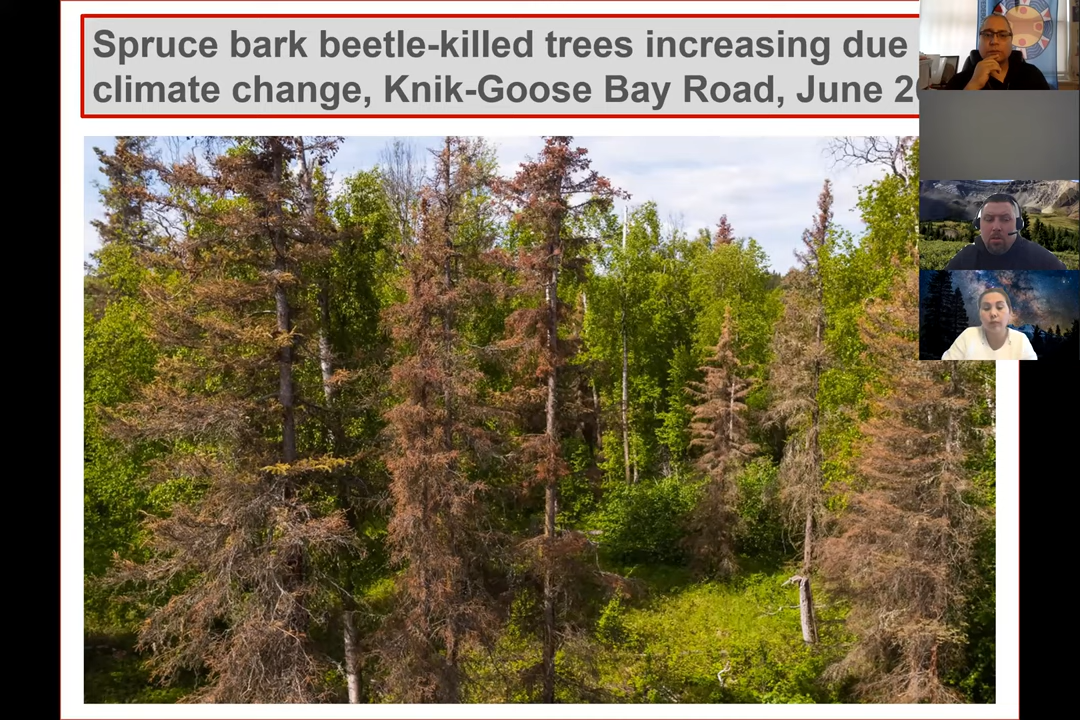 Spruce bark beetle-killed trees increasing due
climate change, Knik-Goose Bay Road, June